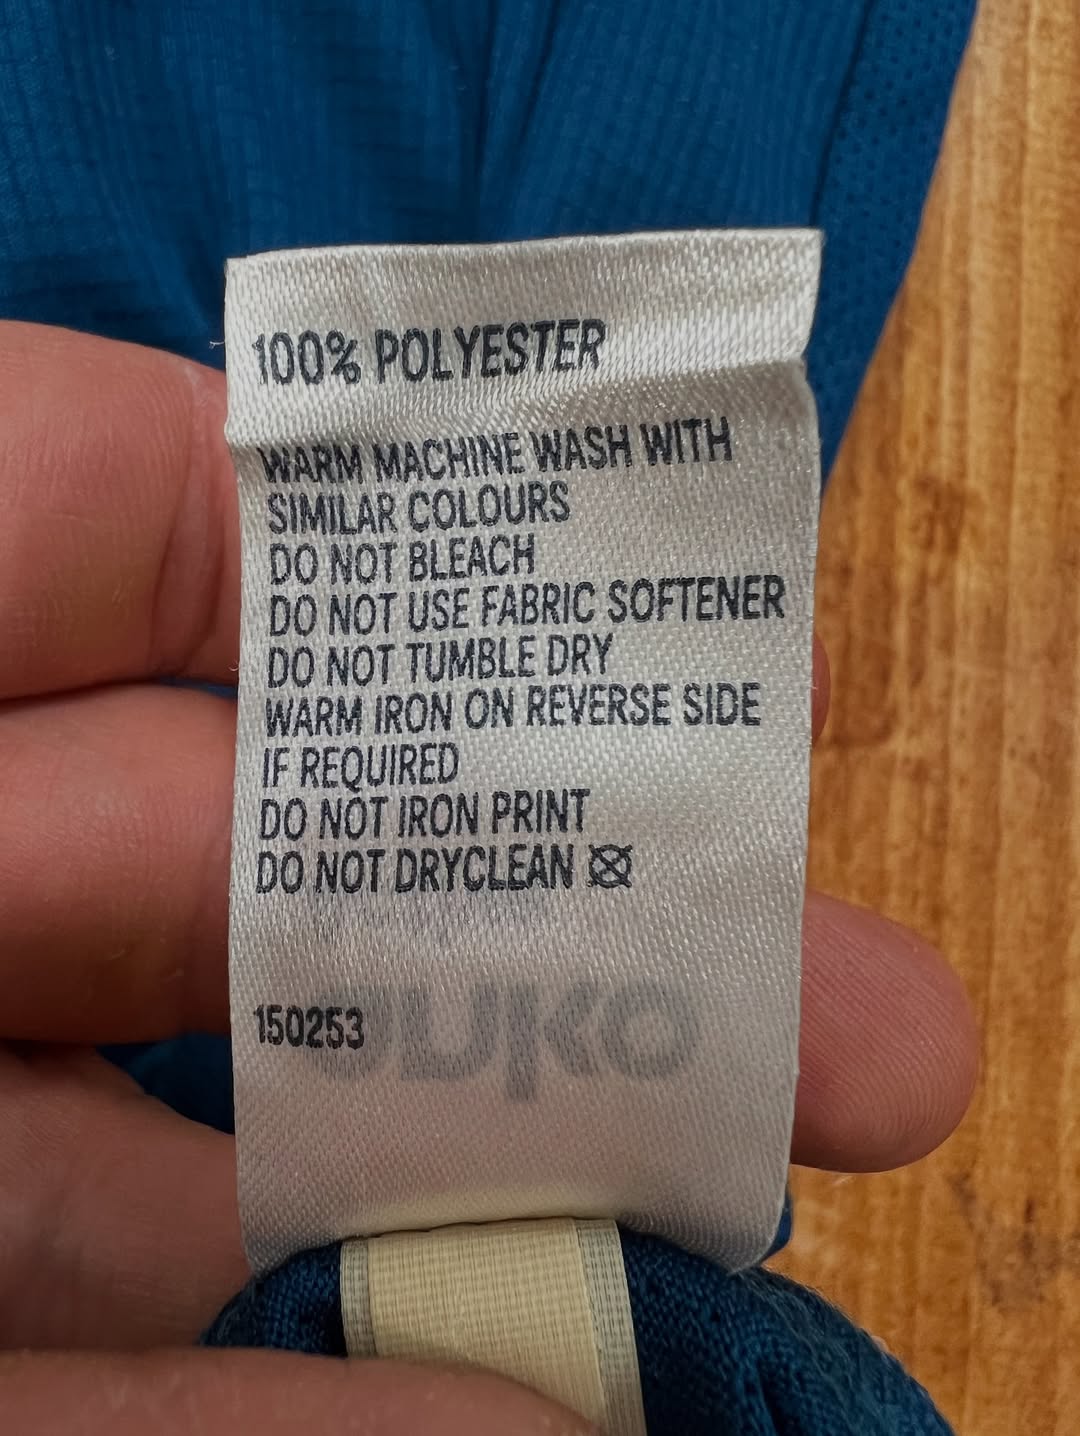 100% POLYESTER
WARM MACHINE WASH WITH
SIMILAR COLOURS
DO NOT BLEACH
DO NOT USE FABRIC SOFTENER
DO NOT TUMBLE DRY
WARM IRON ON REVERSE SIDE
IF REQUIRED
DO NOT IRON PRINT
DO NOT DRYCLEAN
150253